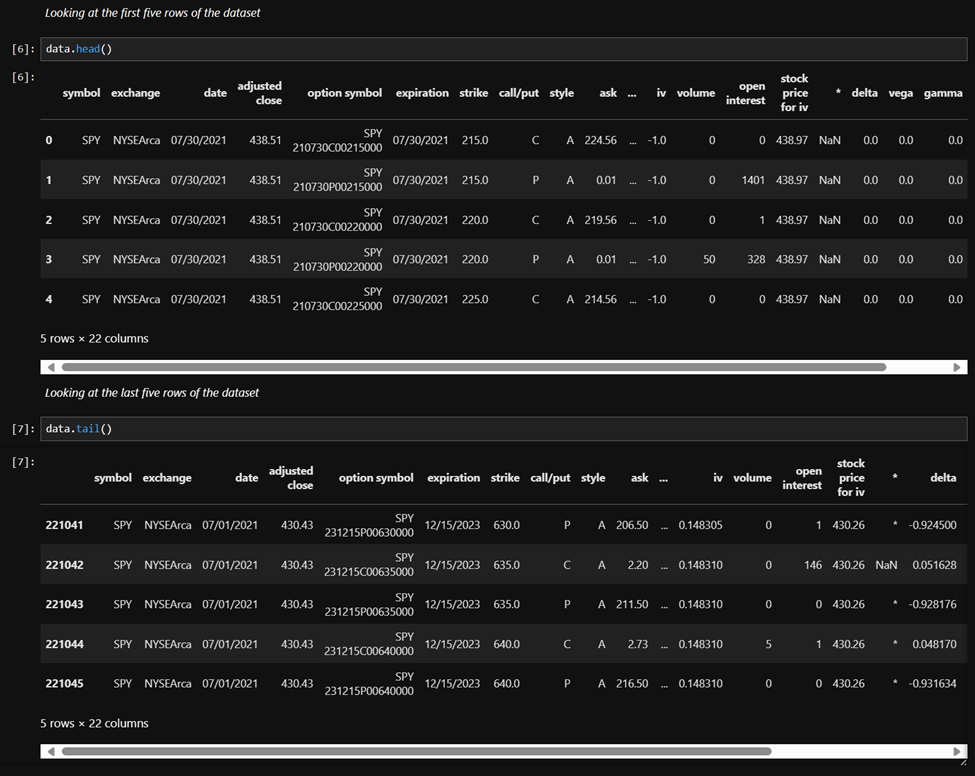 Looking at the first five rows of the dataset
[6]: data.head()
[6]:
symbol exchange date adjusted close option symbol expiration strike call/put style ask ... iv volume open interest stock price for iv * delta vega gamma
0 SPY NYSEArca 07/30/2021 438.51 SPY 210730C00215000 07/30/2021 215.0 C A 224.56 ... -1.0 0 0 438.97 NaN 0.0 0.0 0.0
1 SPY NYSEArca 07/30/2021 438.51 SPY 210730P00215000 07/30/2021 215.0 P A 0.01 ... -1.0 0 1401 438.97 NaN 0.0 0.0 0.0
2 SPY NYSEArca 07/30/2021 438.51 SPY 210730C00220000 07/30/2021 220.0 C A 219.56 ... -1.0 0 1 438.97 NaN 0.0 0.0 0.0
3 SPY NYSEArca 07/30/2021 438.51 SPY 210730P00220000 07/30/2021 220.0 P A 0.01 ... -1.0 50 328 438.97 NaN 0.0 0.0 0.0
4 SPY NYSEArca 07/30/2021 438.51 SPY 210730C00225000 07/30/2021 225.0 C A 214.56 ... -1.0 0 0 438.97 NaN 0.0 0.0 0.0
5 rows × 22 columns
Looking at the last five rows of the dataset
[7]: data.tail()
[7]:
symbol exchange date adjusted close option symbol expiration strike call/put style ask ... iv volume open interest stock price for iv * delta
221041 SPY NYSEArca 07/01/2021 430.43 SPY 231215P00630000 12/15/2023 630.0 P A 206.50 ... 0.148305 0 1 430.26 * -0.924500
221042 SPY NYSEArca 07/01/2021 430.43 SPY 231215C00635000 12/15/2023 635.0 C A 2.20 ... 0.148310 0 146 430.26 NaN 0.051628
221043 SPY NYSEArca 07/01/2021 430.43 SPY 231215P00635000 12/15/2023 635.0 P A 211.50 ... 0.148310 0 0 430.26 * -0.928176
221044 SPY NYSEArca 07/01/2021 430.43 SPY 231215C00640000 12/15/2023 640.0 C A 2.73 ... 0.148310 5 1 430.26 * 0.048170
221045 SPY NYSEArca 07/01/2021 430.43 SPY 231215P00640000 12/15/2023 640.0 P A 216.50 ... 0.148310 0 0 430.26 * -0.931634
5 rows × 22 columns